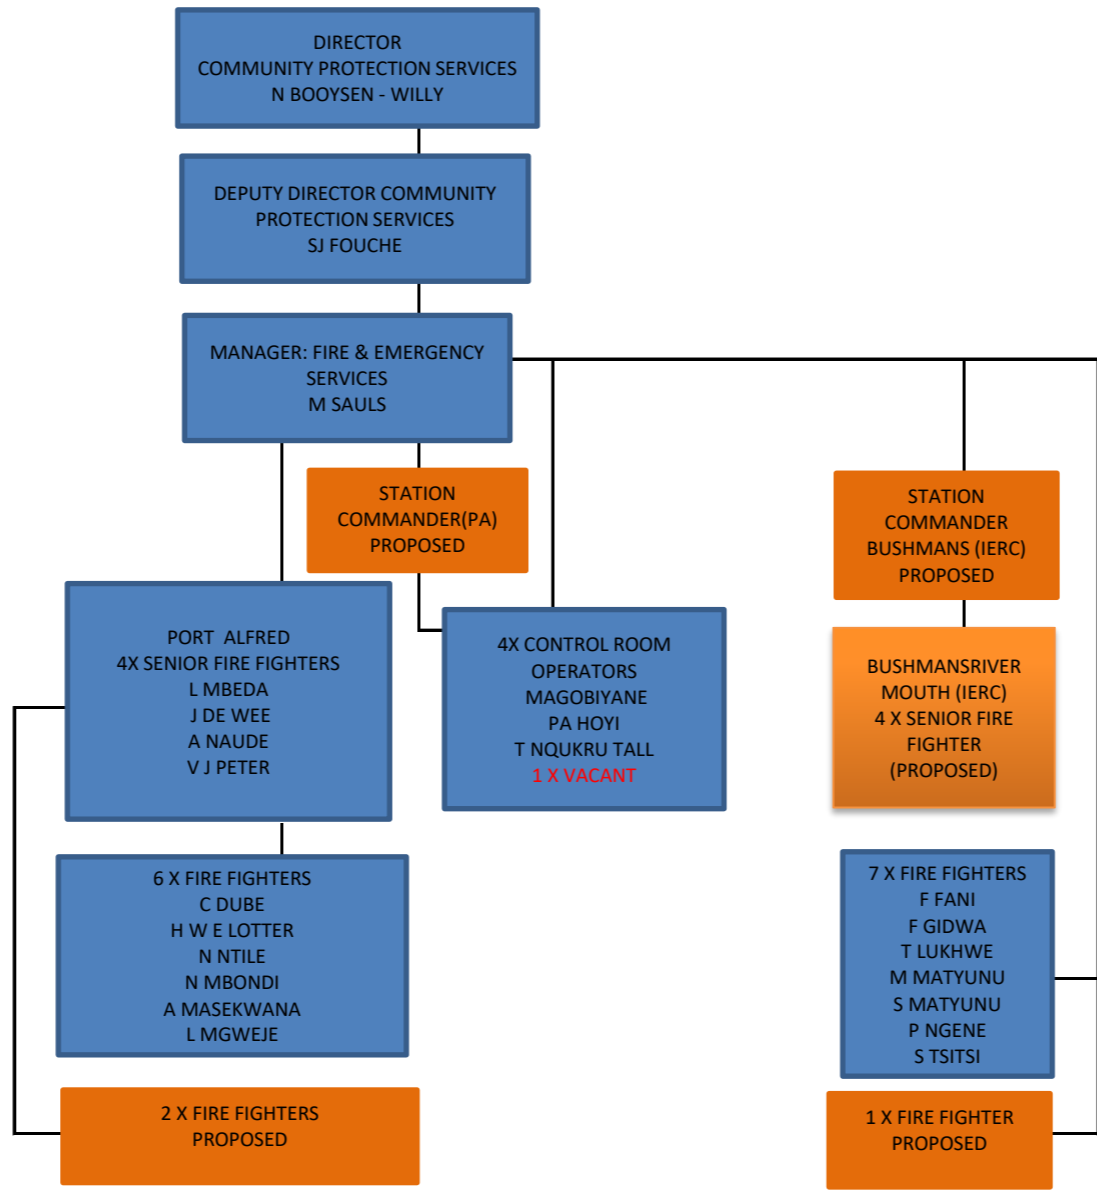 DIRECTOR
COMMUNITY PROTECTION SERVICES
N BOOYSEN - WILLY
DEPUTY DIRECTOR COMMUNITY
PROTECTION SERVICES
SJ FOUCHE
MANAGER: FIRE & EMERGENCY
SERVICES
M SAULS
STATION
COMMANDER(PA)
PROPOSED
STATION
COMMANDER
BUSHMANS (IERC)
PROPOSED
PORT ALFRED
4X SENIOR FIRE FIGHTERS
L MBEDA
J DE WEE
A NAUDE
V J PETER
4X CONTROL ROOM
OPERATORS
MAGOBIYANE
PA HOYI
T NQUKRU TALL
1 X VACANT
BUSHMANSRIVER
MOUTH (IERC)
4 X SENIOR FIRE
FIGHTER
(PROPOSED)
6 X FIRE FIGHTERS
C DUBE
H W E LOTTER
N NTILE
N MBONDI
A MASEKWANA
L MGWEJE
7 X FIRE FIGHTERS
F FANI
F GIDWA
T LUKHWE
M MATYUNU
S MATYUNU
P NGENE
S TSITSI
2 X FIRE FIGHTERS
PROPOSED
1 X FIRE FIGHTER
PROPOSED